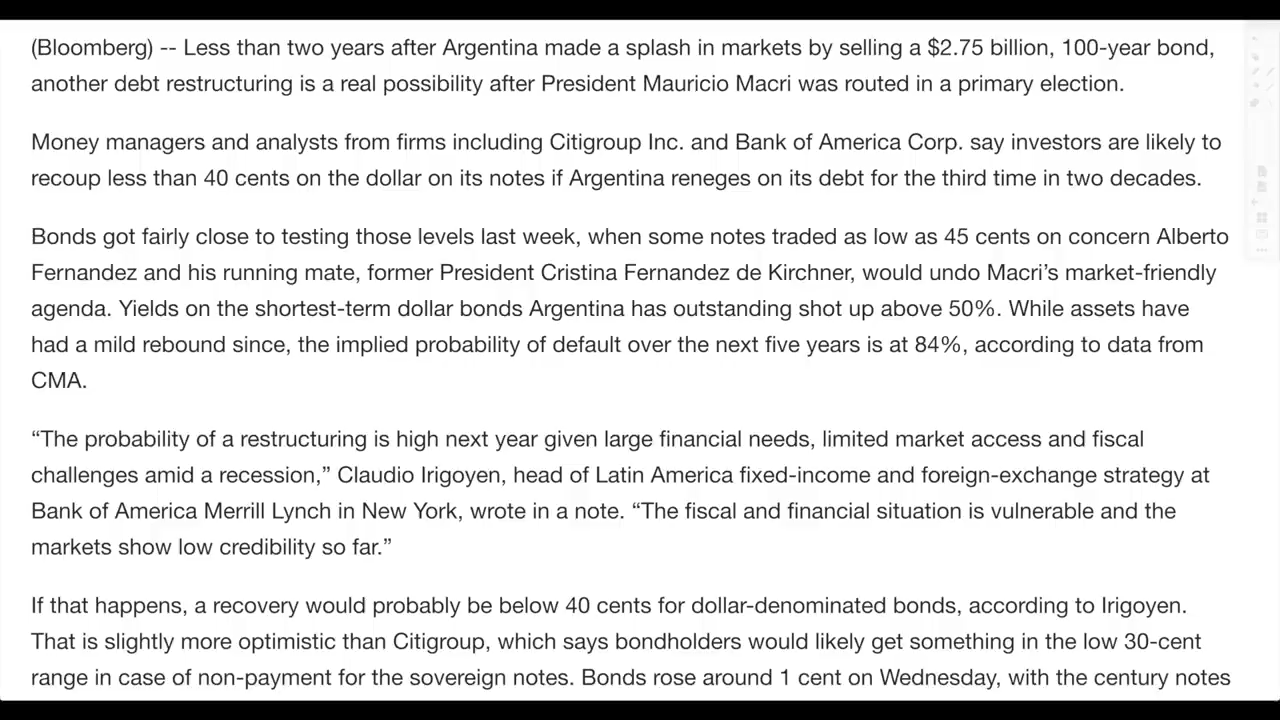 (Bloomberg) -- Less than two years after Argentina made a splash in markets by selling a $2.75 billion, 100-year bond,
another debt restructuring is a real possibility after President Mauricio Macri was routed in a primary election.
Money managers and analysts from firms including Citigroup Inc. and Bank of America Corp. say investors are likely to
recoup less than 40 cents on the dollar on its notes if Argentina reneges on its debt for the third time in two decades.
Bonds got fairly close to testing those levels last week, when some notes traded as low as 45 cents on concern Alberto
Fernandez and his running mate, former President Cristina Fernandez de Kirchner, would undo Macri’s market-friendly
agenda. Yields on the shortest-term dollar bonds Argentina has outstanding shot up above 50%. While assets have
had a mild rebound since, the implied probability of default over the next five years is at 84%, according to data from
CMA.
“The probability of a restructuring is high next year given large financial needs, limited market access and fiscal
challenges amid a recession,” Claudio Irigoyen, head of Latin America fixed-income and foreign-exchange strategy at
Bank of America Merrill Lynch in New York, wrote in a note. “The fiscal and financial situation is vulnerable and the
markets show low credibility so far.”
If that happens, a recovery would probably be below 40 cents for dollar-denominated bonds, according to Irigoyen.
That is slightly more optimistic than Citigroup, which says bondholders would likely get something in the low 30-cent
range in case of non-payment for the sovereign notes. Bonds rose around 1 cent on Wednesday, with the century notes